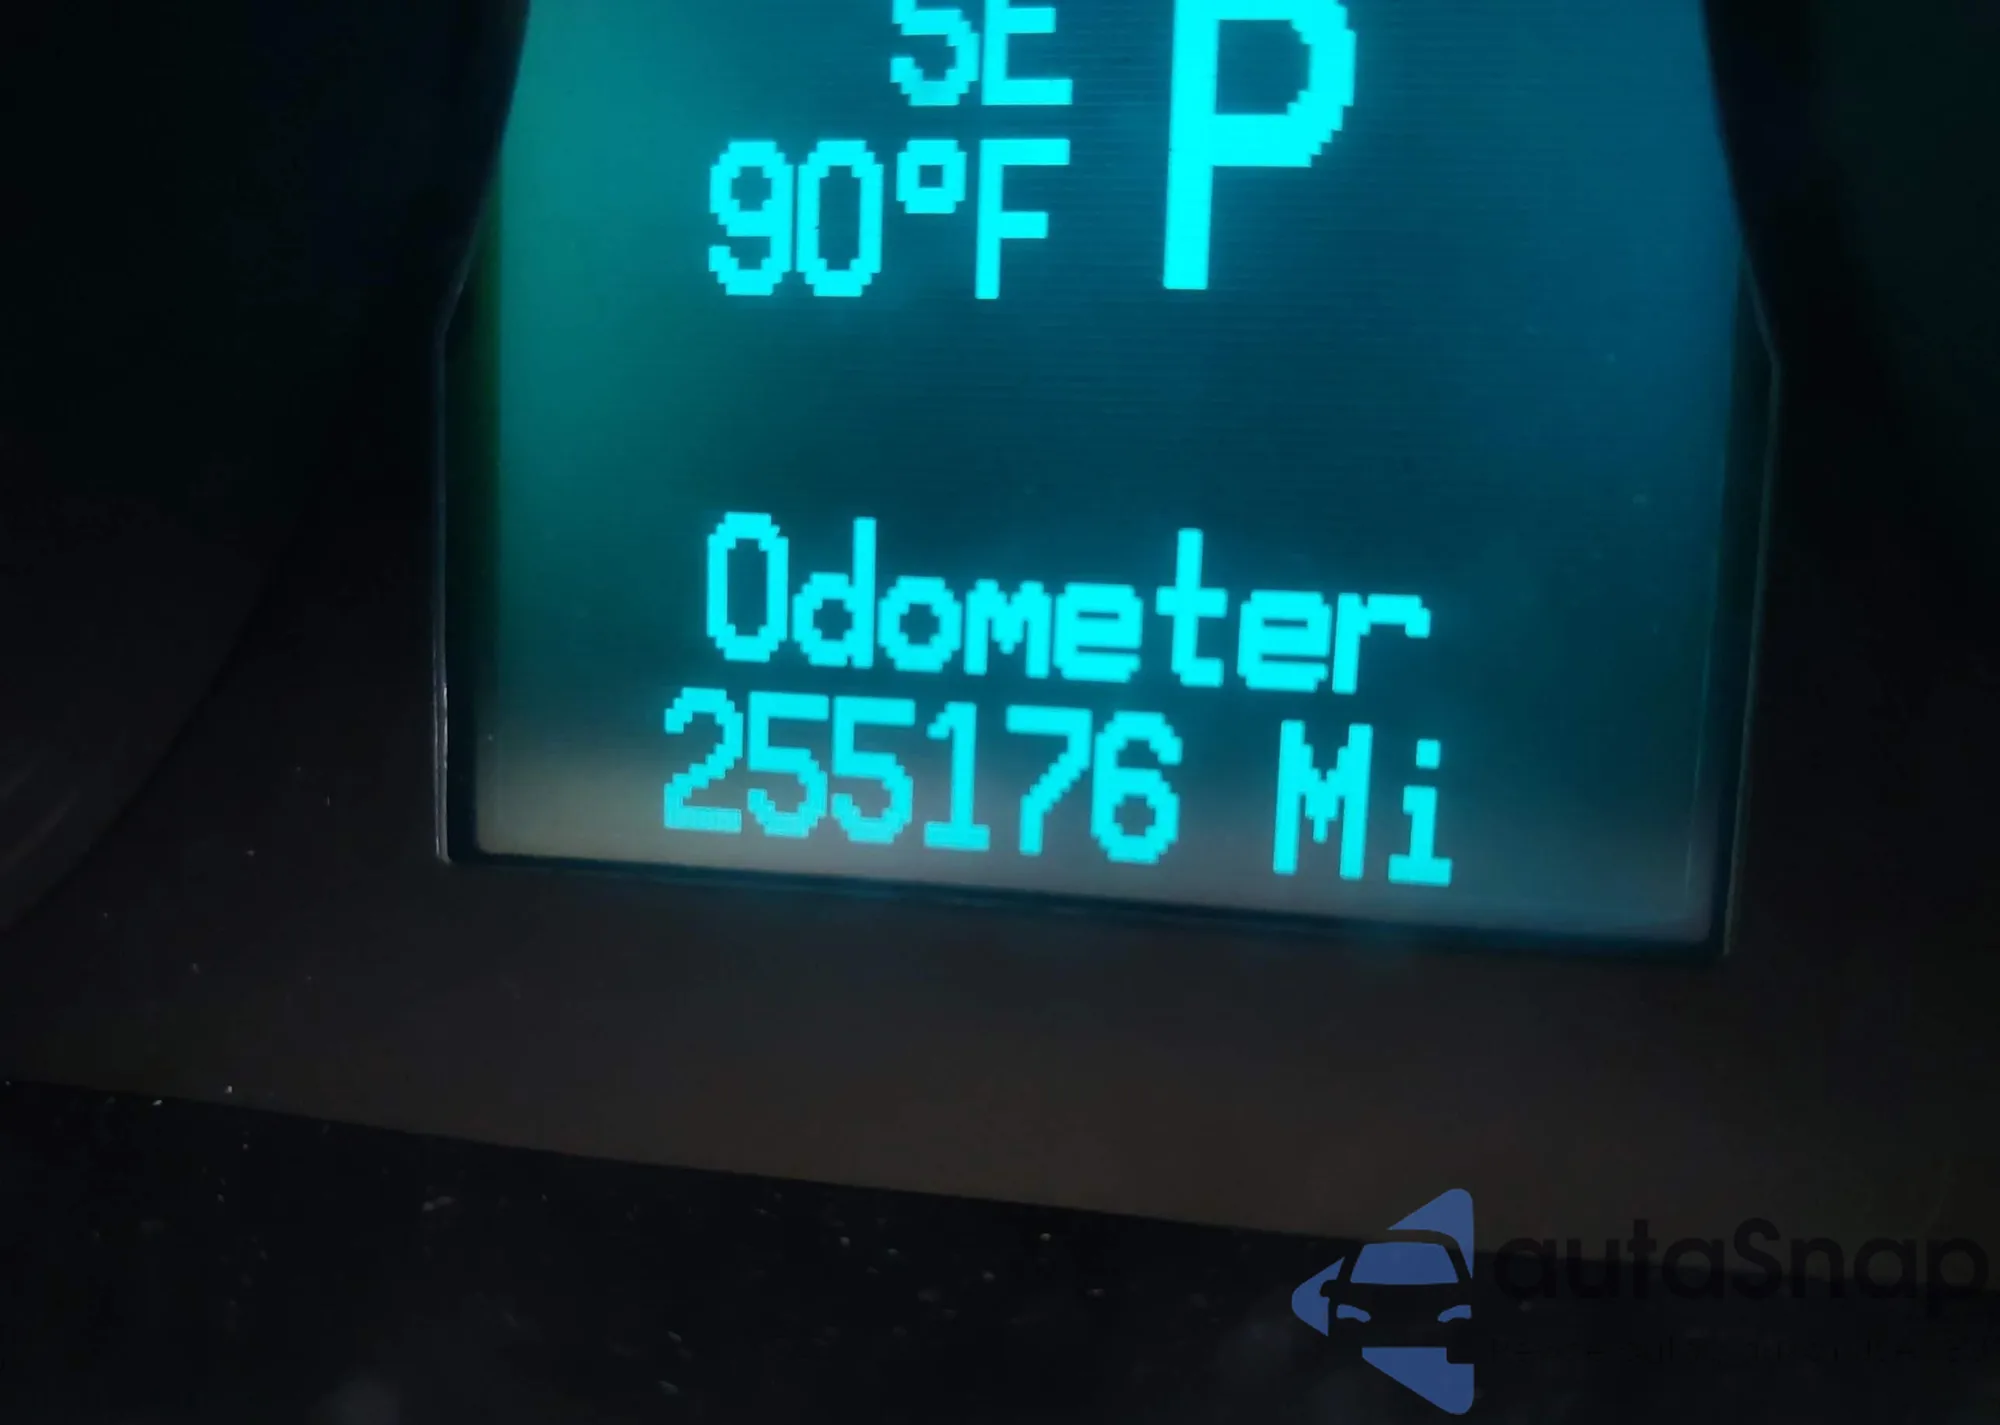 SE P
90°F
Odometer
255176 Mi
autaSnap